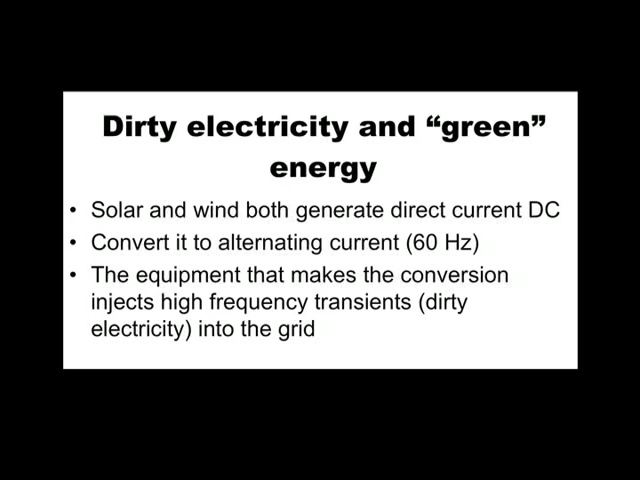 Dirty electricity and “green”
energy
• Solar and wind both generate direct current DC
• Convert it to alternating current (60 Hz)
• The equipment that makes the conversion
injects high frequency transients (dirty
electricity) into the grid